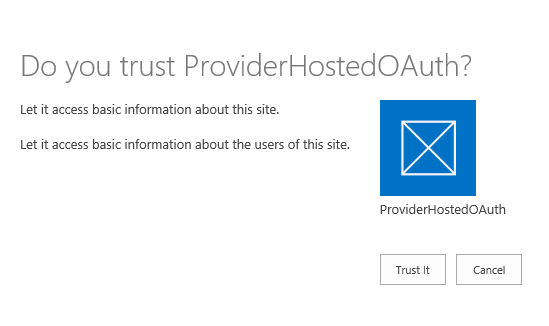 Do you trust ProviderHostedOAuth?
Let it access basic information about this site.
Let it access basic information about the users of this site.
ProviderHostedOAuth
Trust It
Cancel